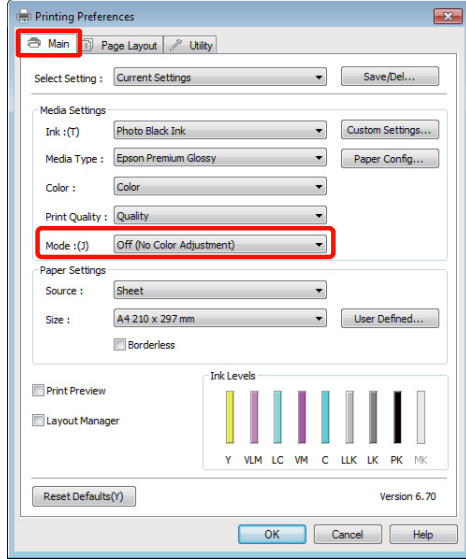 Printing Preferences
Main Page Layout Utility
Select Setting : Current Settings Save/Del...
Media Settings
Ink :(T) Photo Black Ink Custom Settings...
Media Type : Epson Premium Glossy Paper Config...
Color : Color
Print Quality : Quality
Mode :(J) Off (No Color Adjustment)
Paper Settings
Source : Sheet
Size : A4 210 x 297 mm User Defined...
Borderless
Ink Levels
Print Preview
Layout Manager
Y VLM LC VM C LLK LK PK MK
Reset Defaults(Y) Version 6.70
OK Cancel Help